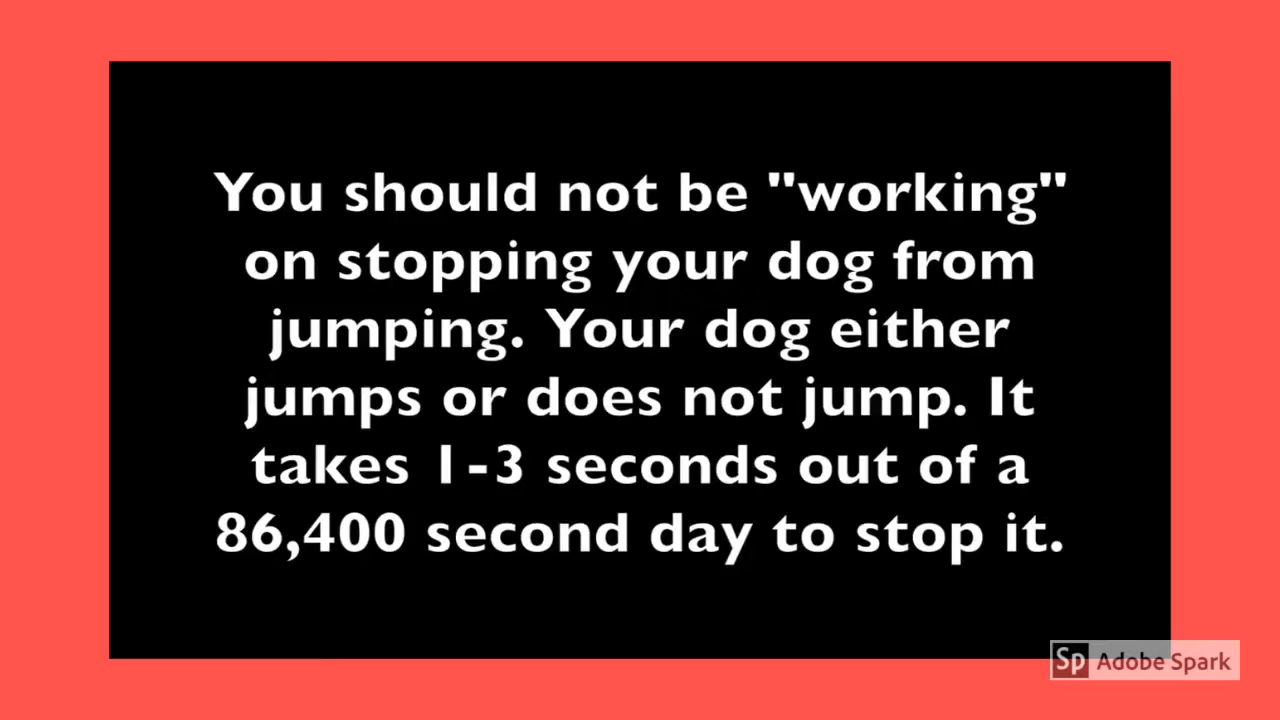 You should not be "working"
on stopping your dog from
jumping. Your dog either
jumps or does not jump. It
takes 1-3 seconds out of a
86,400 second day to stop it.
Sp Adobe Spark